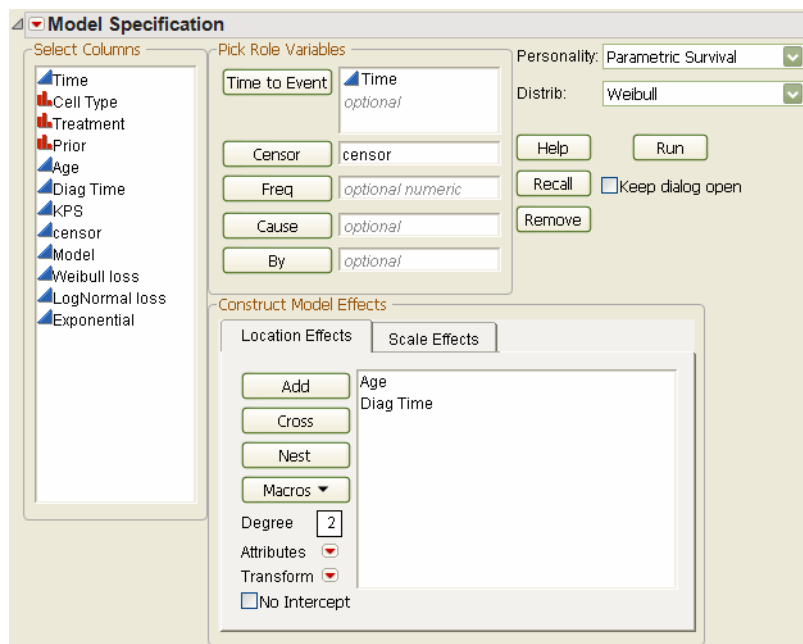 Model Specification
Select Columns
Time
Cell Type
Treatment
Prior
Age
Diag Time
KPS
censor
Model
Weibull loss
LogNormal loss
Exponential
Pick Role Variables
Time to Event
Time
optional
Censor
censor
Freq
optional numeric
Cause
optional
By
optional
Personality: Parametric Survival
Distrib: Weibull
Help
Run
Recall
Keep dialog open
Remove
Construct Model Effects
Location Effects
Scale Effects
Add
Cross
Nest
Macros
Degree 2
Attributes
Transform
No Intercept
Age
Diag Time